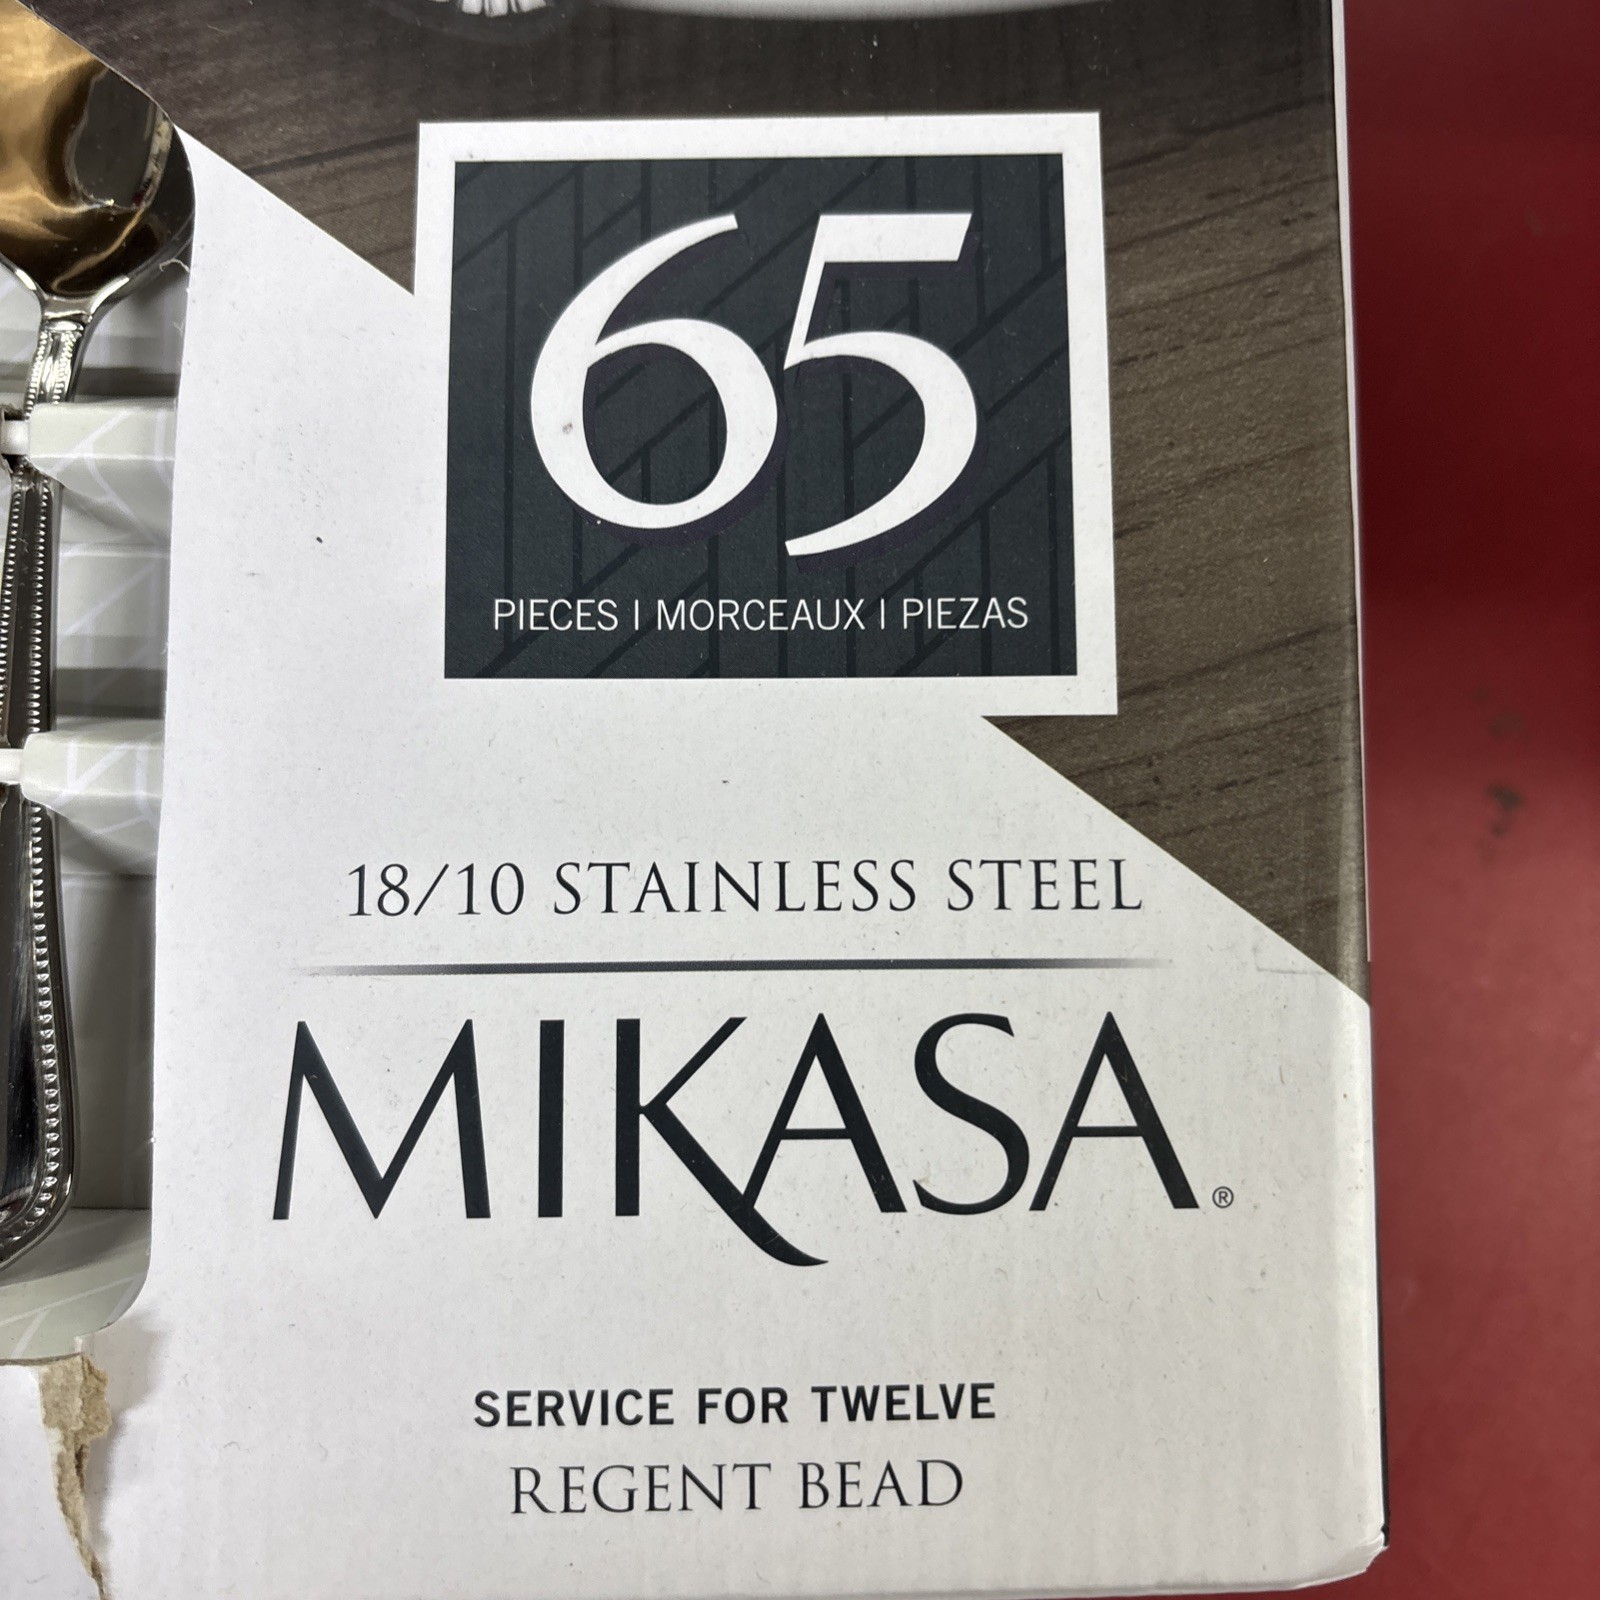 65
PIECES | MORCEAUX | PIEZAS
18/10 STAINLESS STEEL
MIKASA®
SERVICE FOR TWELVE
REGENT BEAD